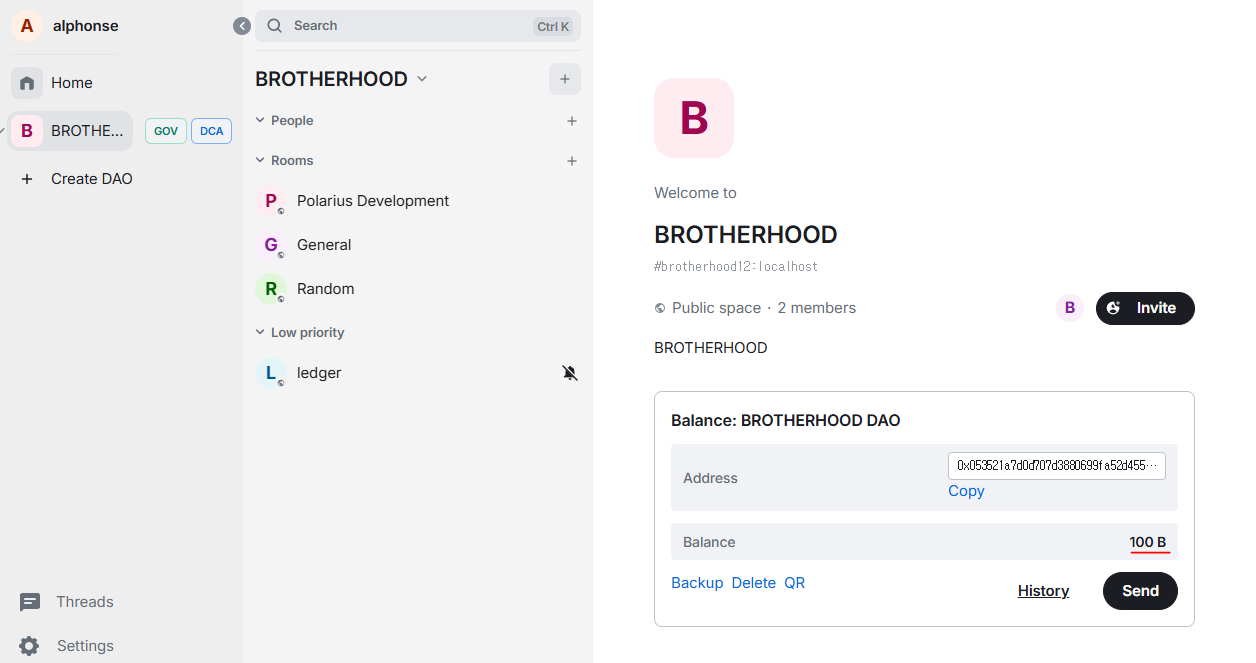 A alphonse
Home
B BROTHE... GOV DCA
+ Create DAO
Threads
Settings
Search Ctrl K
BROTHERHOOD
People
Rooms
P Polarius Development
G General
R Random
Low priority
L ledger
B
Welcome to
BROTHERHOOD
#brotherhood12:localhost
Public space · 2 members B Invite
BROTHERHOOD
Balance: BROTHERHOOD DAO
Address 0x053521a7d0d707d3880699fa52d455…
Copy
Balance 100 B
Backup Delete QR History Send